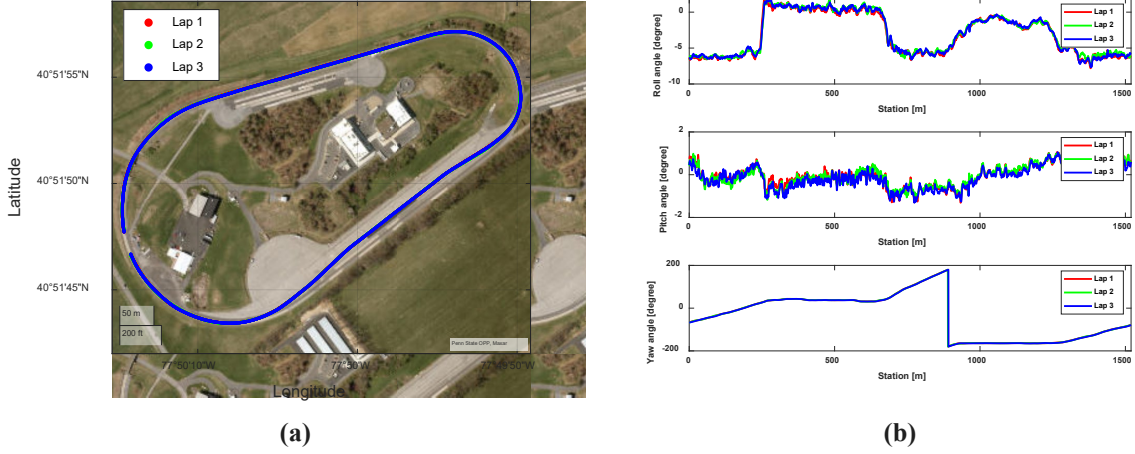 Lap 1
Lap 2
Lap 3
40°51'55"N
40°51'50"N
40°51'45"N
Latitude
50 m
200 ft
Penn State OPP, Maxar
77°50'10"W
77°50'W
77°49'50"W
Longitude
(a)
0
-5
-10
Roll angle [degree]
Lap 1
Lap 2
Lap 3
0
500
1000
1500
Station [m]
2
0
-2
Pitch angle [degree]
Lap 1
Lap 2
Lap 3
0
500
1000
1500
Station [m]
200
0
-200
Yaw angle [degree]
Lap 1
Lap 2
Lap 3
0
500
1000
1500
Station [m]
(b)